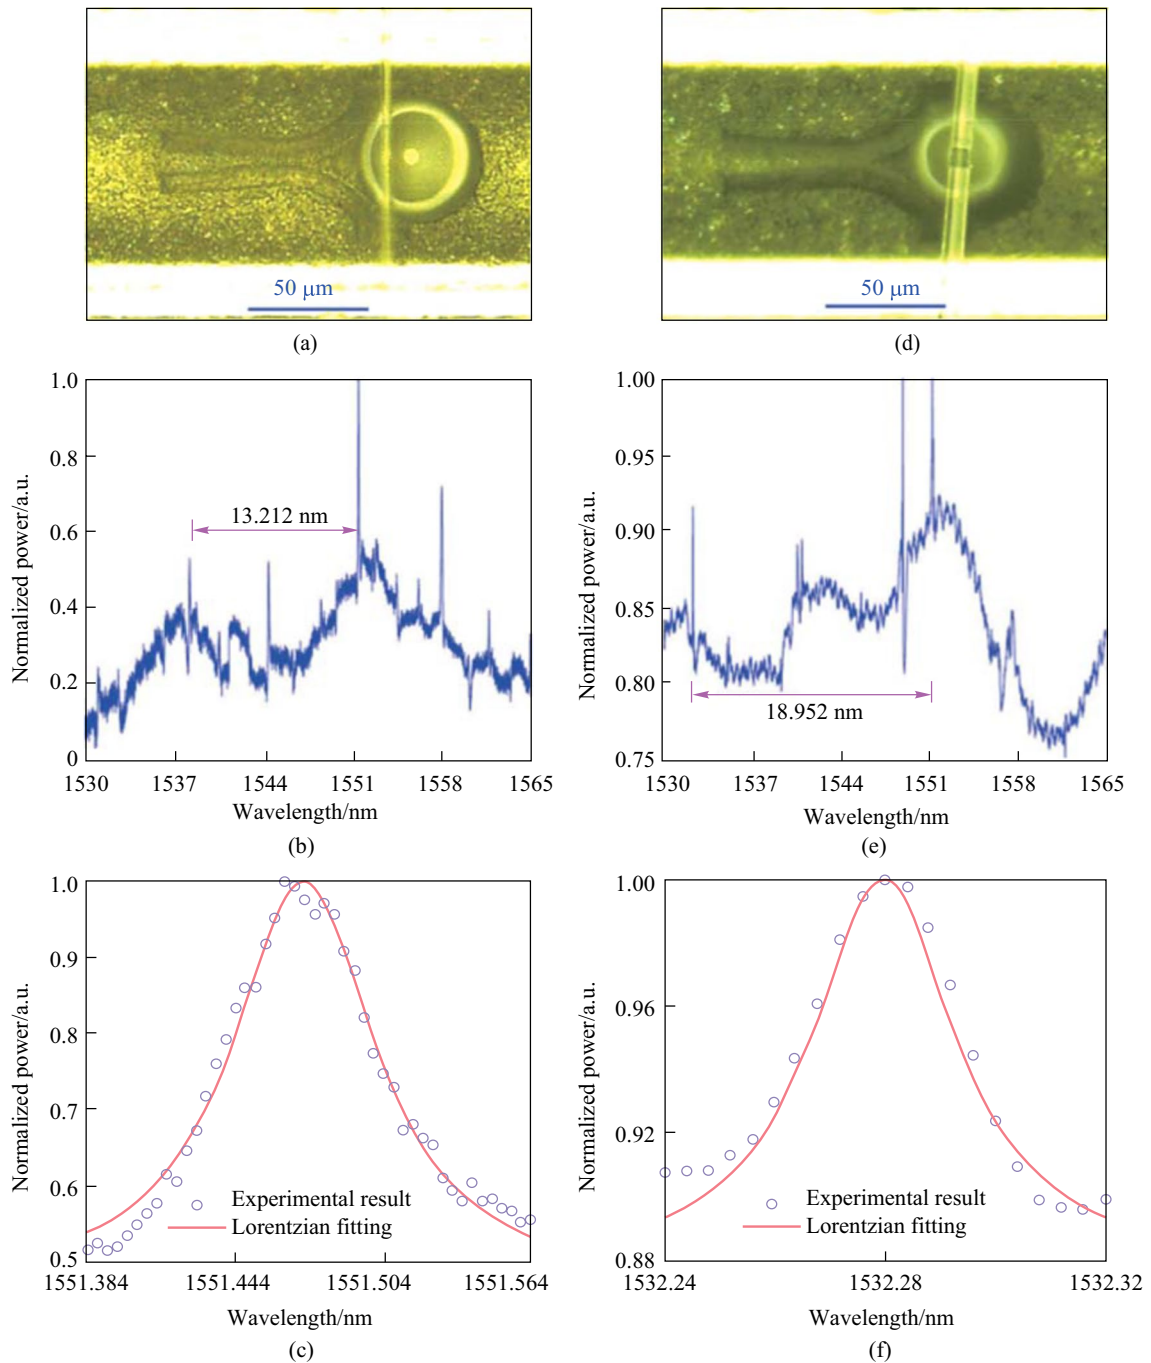 50 μm
50 μm
(a)
(d)
Normalized power/a.u.
1.0
0.8
0.6
0.4
0.2
0
13.212 nm
1530
1537
1544
1551
1558
1565
Wavelength/nm
(b)
Normalized power/a.u.
1.00
0.95
0.90
0.85
0.80
0.75
18.952 nm
1530
1537
1544
1551
1558
1565
Wavelength/nm
(e)
Normalized power/a.u.
1.0
0.9
0.8
0.7
0.6
0.5
Experimental result
Lorentzian fitting
1551.384
1551.444
1551.504
1551.564
Wavelength/nm
(c)
Normalized power/a.u.
1.00
0.96
0.92
0.88
Experimental result
Lorentzian fitting
1532.24
1532.28
1532.32
Wavelength/nm
(f)